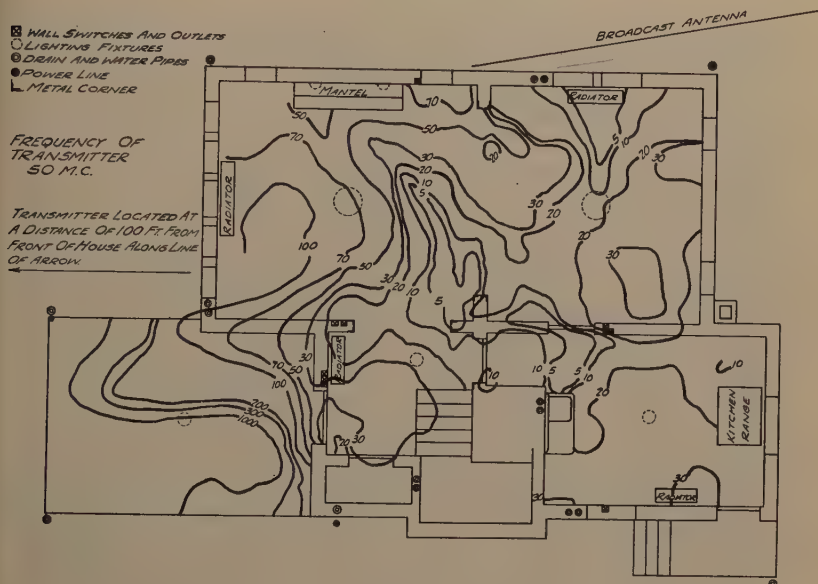 WALL SWITCHES AND OUTLETS
LIGHTING FIXTURES
DRAIN AND WATER PIPES
POWER LINE
METAL CORNER
FREQUENCY OF
TRANSMITTER
50 M.C.
TRANSMITTER LOCATED AT
A DISTANCE OF 100 FT. FROM
FRONT OF HOUSE ALONG LINE
OF ARROW.
BROADCAST ANTENNA
MANTEL
RADIATOR
RADIATOR
50
70
50
70
5
10
20
30
30
20
10
5
20
30
20
20
100
70
50
30
20
10
5
30
RADIATOR
30
70
50
100
10
10
5
5
10
10
20
200
300
1000
20
30
KITCHEN
RANGE
30
30
RADIATOR